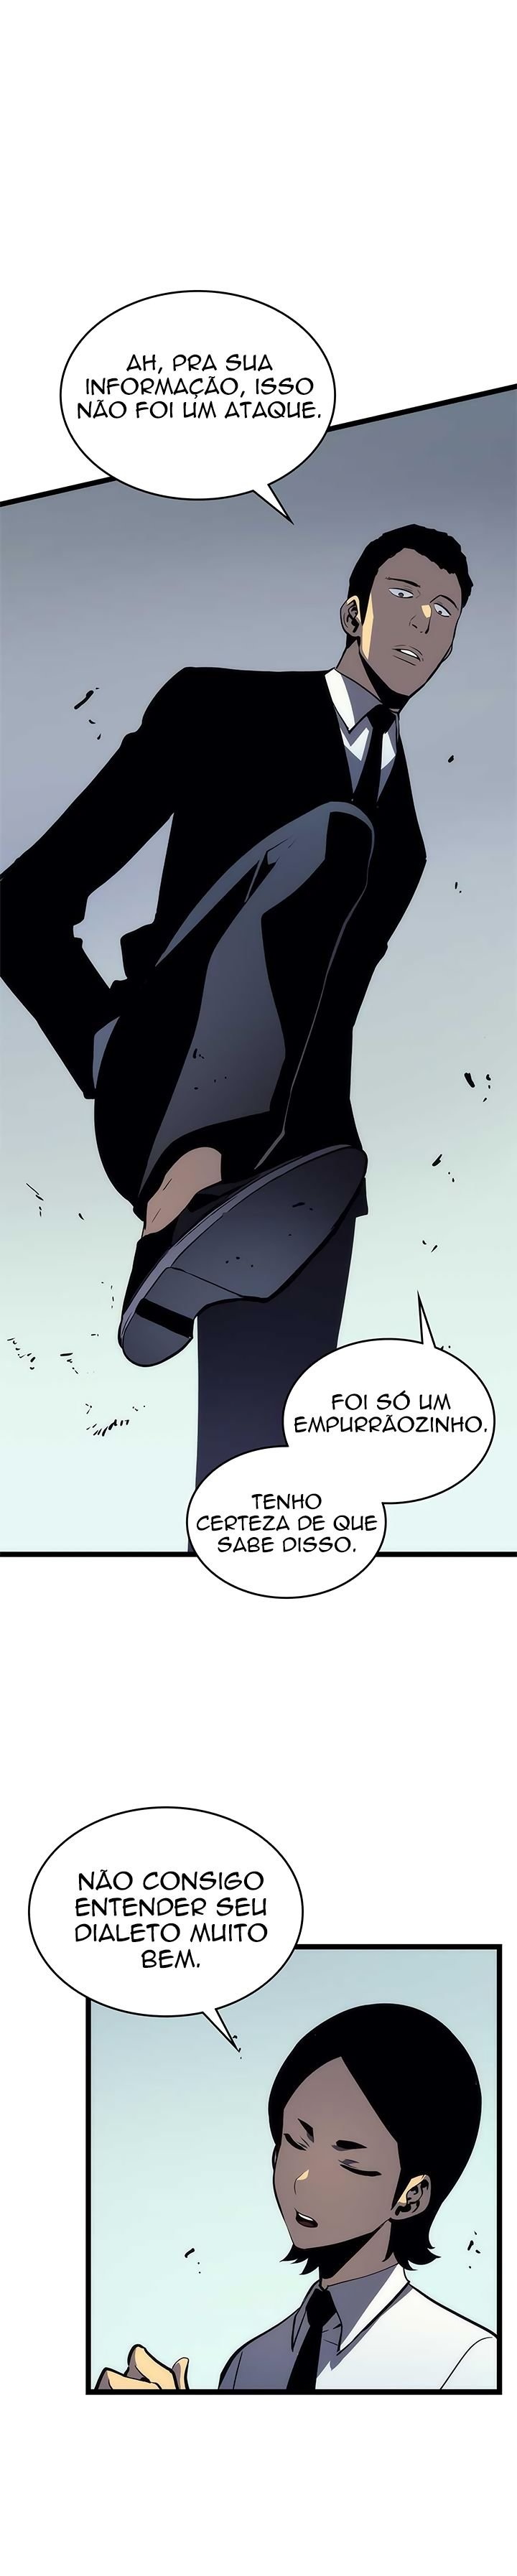 AH, PRA SUA
INFORMAÇÃO, ISSO
NÃO FOI UM ATAQUE.
FOI SÓ UM
EMPURRÃOZINHO.
TENHO
CERTEZA DE QUE
SABE DISSO.
NÃO CONSIGO
ENTENDER SEU
DIALETO MUITO
BEM.